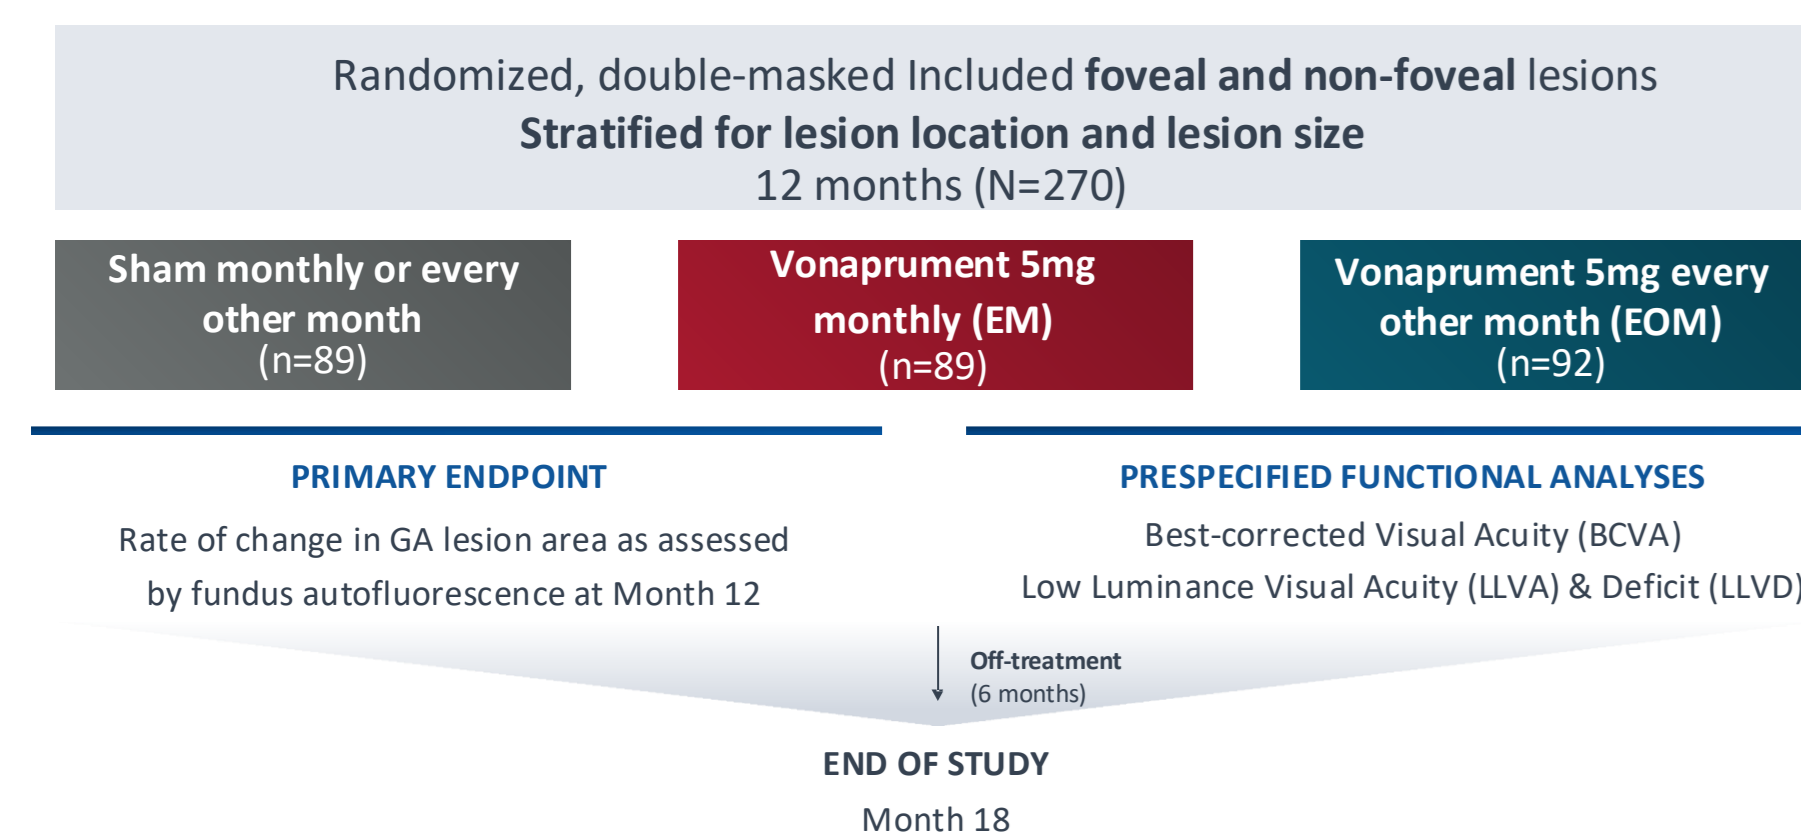 Randomized, double-masked Included foveal and non-foveal lesions
Stratified for lesion location and lesion size
12 months (N=270)
Sham monthly or every
other month
(n=89)
Vonaprument 5mg
monthly (EM)
(n=89)
Vonaprument 5mg every
other month (EOM)
(n=92)
PRIMARY ENDPOINT
Rate of change in GA lesion area as assessed
by fundus autofluorescence at Month 12
PRESPECIFIED FUNCTIONAL ANALYSES
Best-corrected Visual Acuity (BCVA)
Low Luminance Visual Acuity (LLVA) & Deficit (LLVD)
Off-treatment
(6 months)
END OF STUDY
Month 18